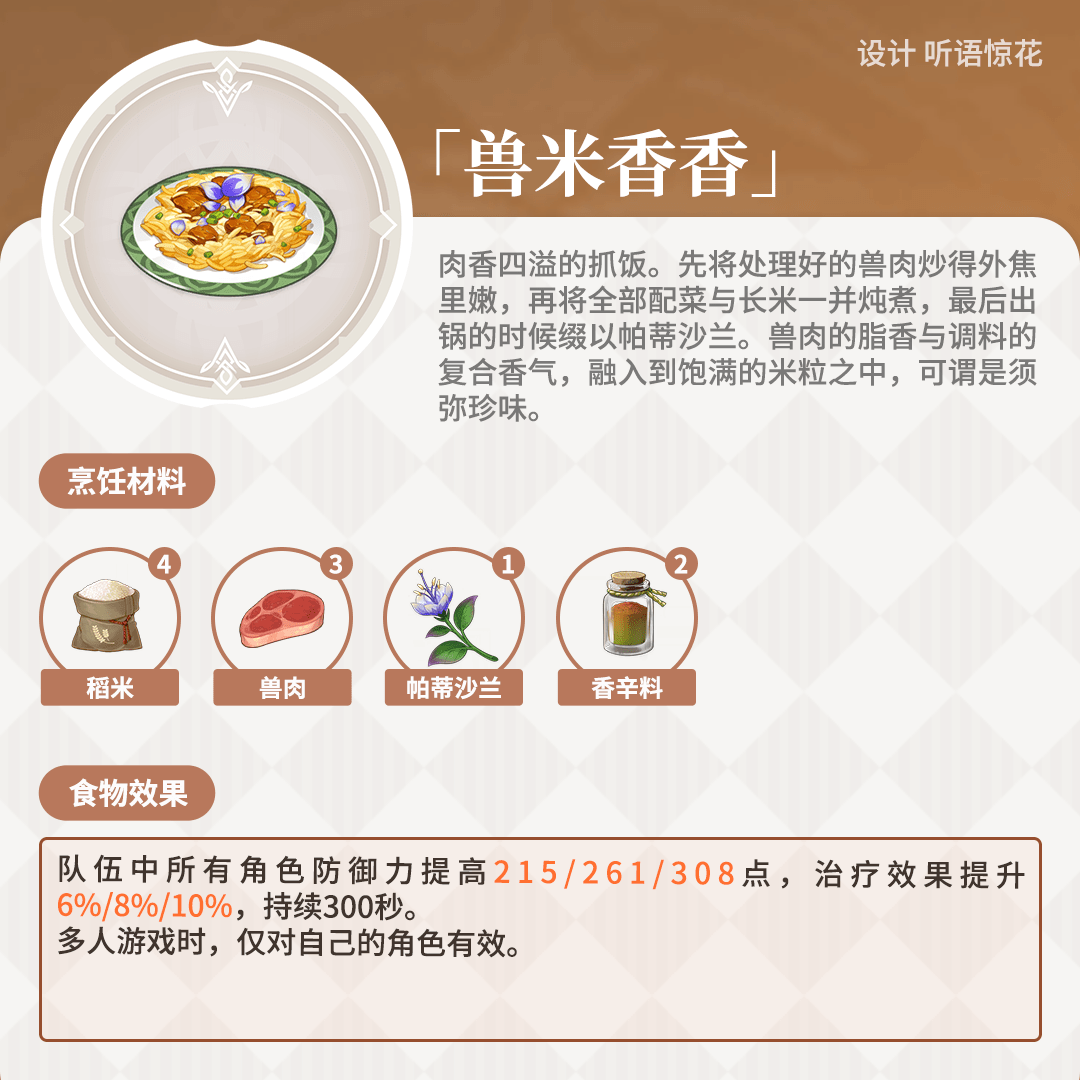 设计 听语惊花
「兽米香香」
肉香四溢的抓饭。先将处理好的兽肉炒得外焦
里嫩，再将全部配菜与长米一并炖煮，最后出
锅的时候缀以帕蒂沙兰。兽肉的脂香与调料的
复合香气，融入到饱满的米粒之中，可谓是须
弥珍味。
烹饪材料
4
3
1
2
稻米
兽肉
帕蒂沙兰
香辛料
食物效果
队伍中所有角色防御力提高215/261/308点，治疗效果提升
6%/8%/10%，持续300秒。
多人游戏时，仅对自己的角色有效。